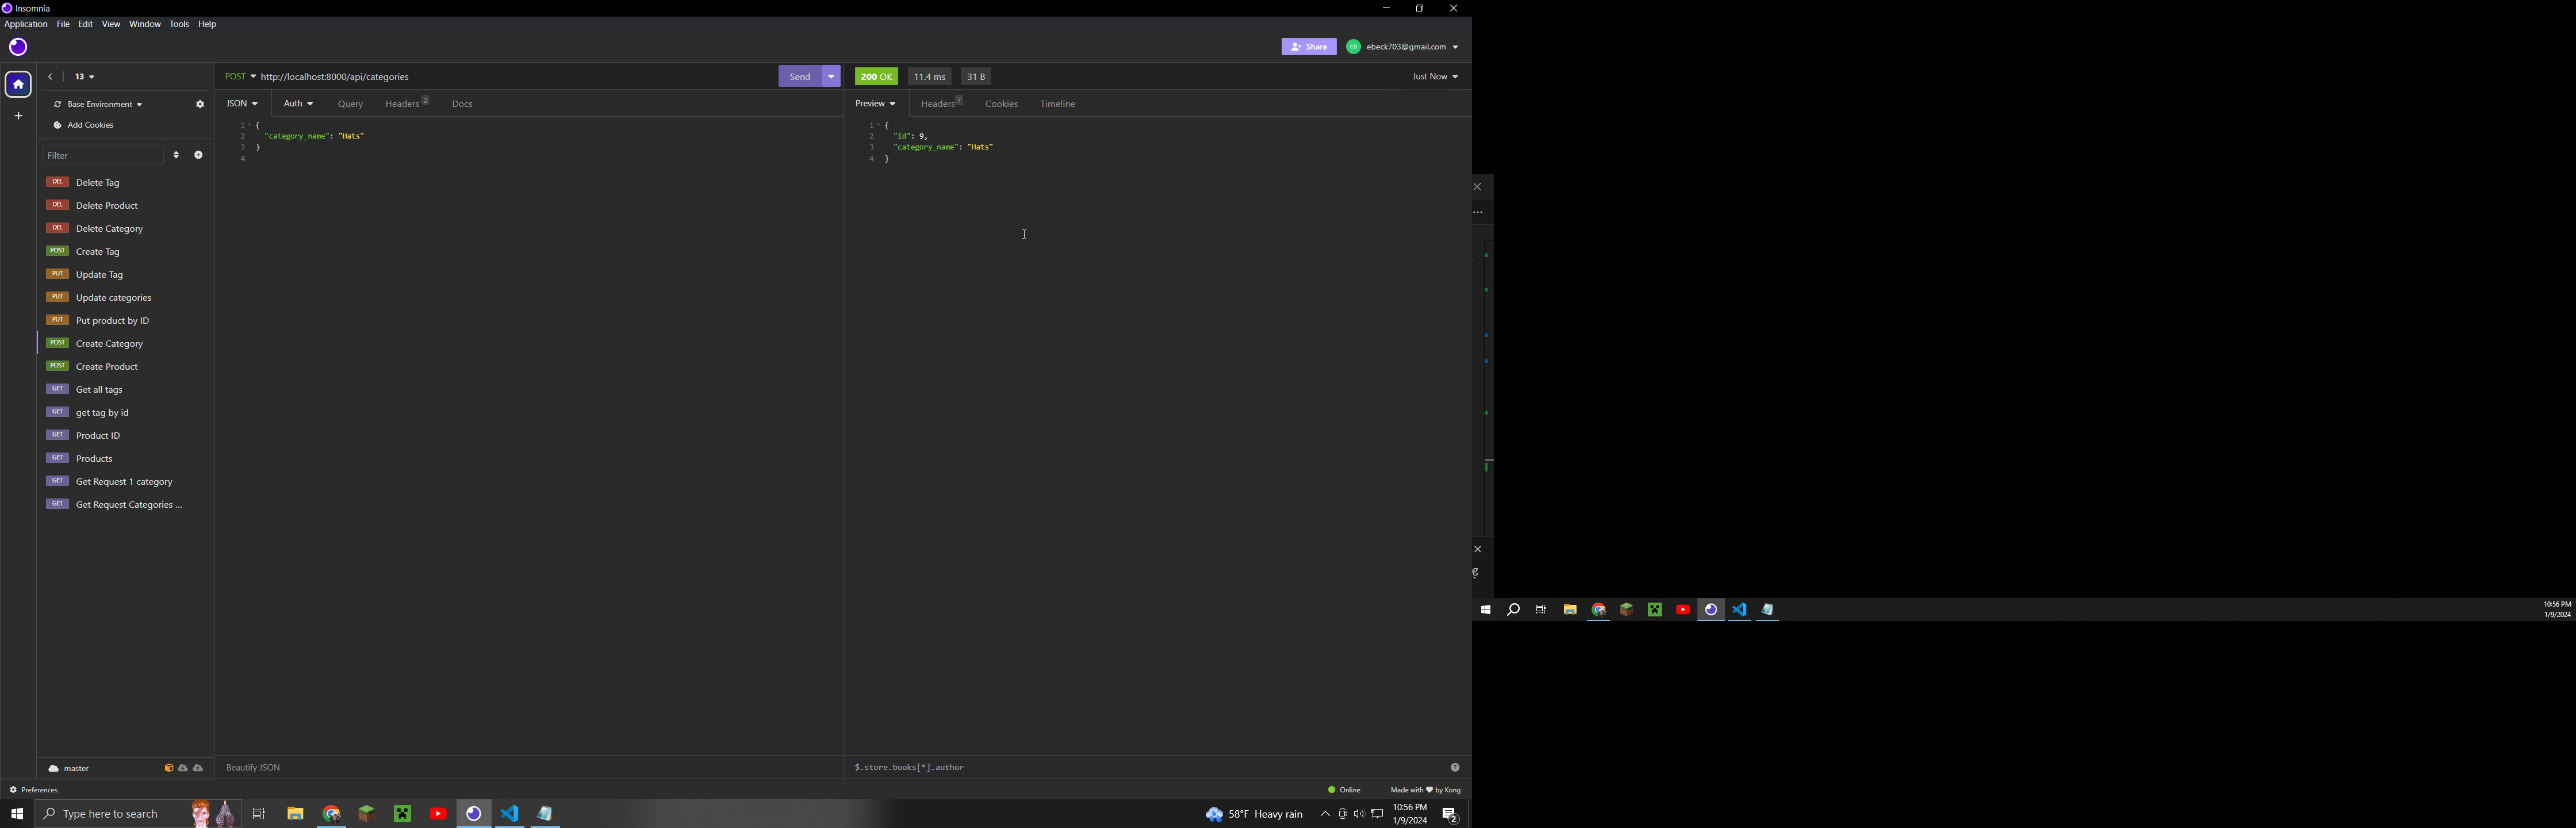 Insomnia
Application File Edit View Window Tools Help
Share EB ebeck703@gmail.com
13
POST http://localhost:8000/api/categories Send
200 OK 11.4 ms 31 B Just Now
Base Environment
Add Cookies
JSON Auth Query Headers 2 Docs
Preview Headers 7 Cookies Timeline
1 {
2 "category_name": "Hats"
3 }
4
1 {
2 "id": 9,
3 "category_name": "Hats"
4 }
Filter
DEL Delete Tag
DEL Delete Product
DEL Delete Category
POST Create Tag
PUT Update Tag
PUT Update categories
PUT Put product by ID
POST Create Category
POST Create Product
GET Get all tags
GET get tag by id
GET Product ID
GET Products
GET Get Request 1 category
GET Get Request Categories ...
g
10:56 PM
1/9/2024
master
Beautify JSON
$.store.books[*].author
Preferences
Online Made with ♥ by Kong
Type here to search
58°F Heavy rain
10:56 PM
1/9/2024
2